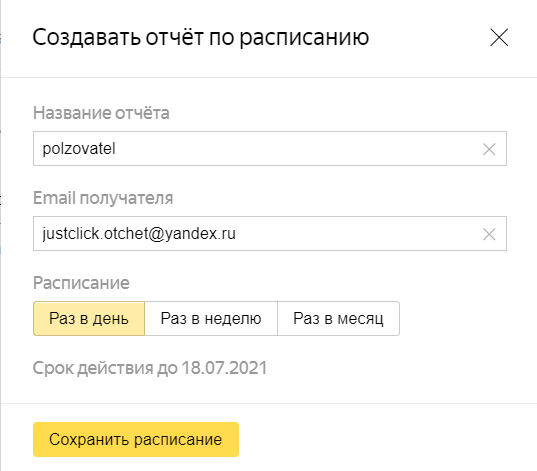 Создавать отчёт по расписанию
Название отчёта
polzovatel
Email получателя
justclick.otchet@yandex.ru
Расписание
Раз в день Раз в неделю Раз в месяц
Срок действия до 18.07.2021
Сохранить расписание